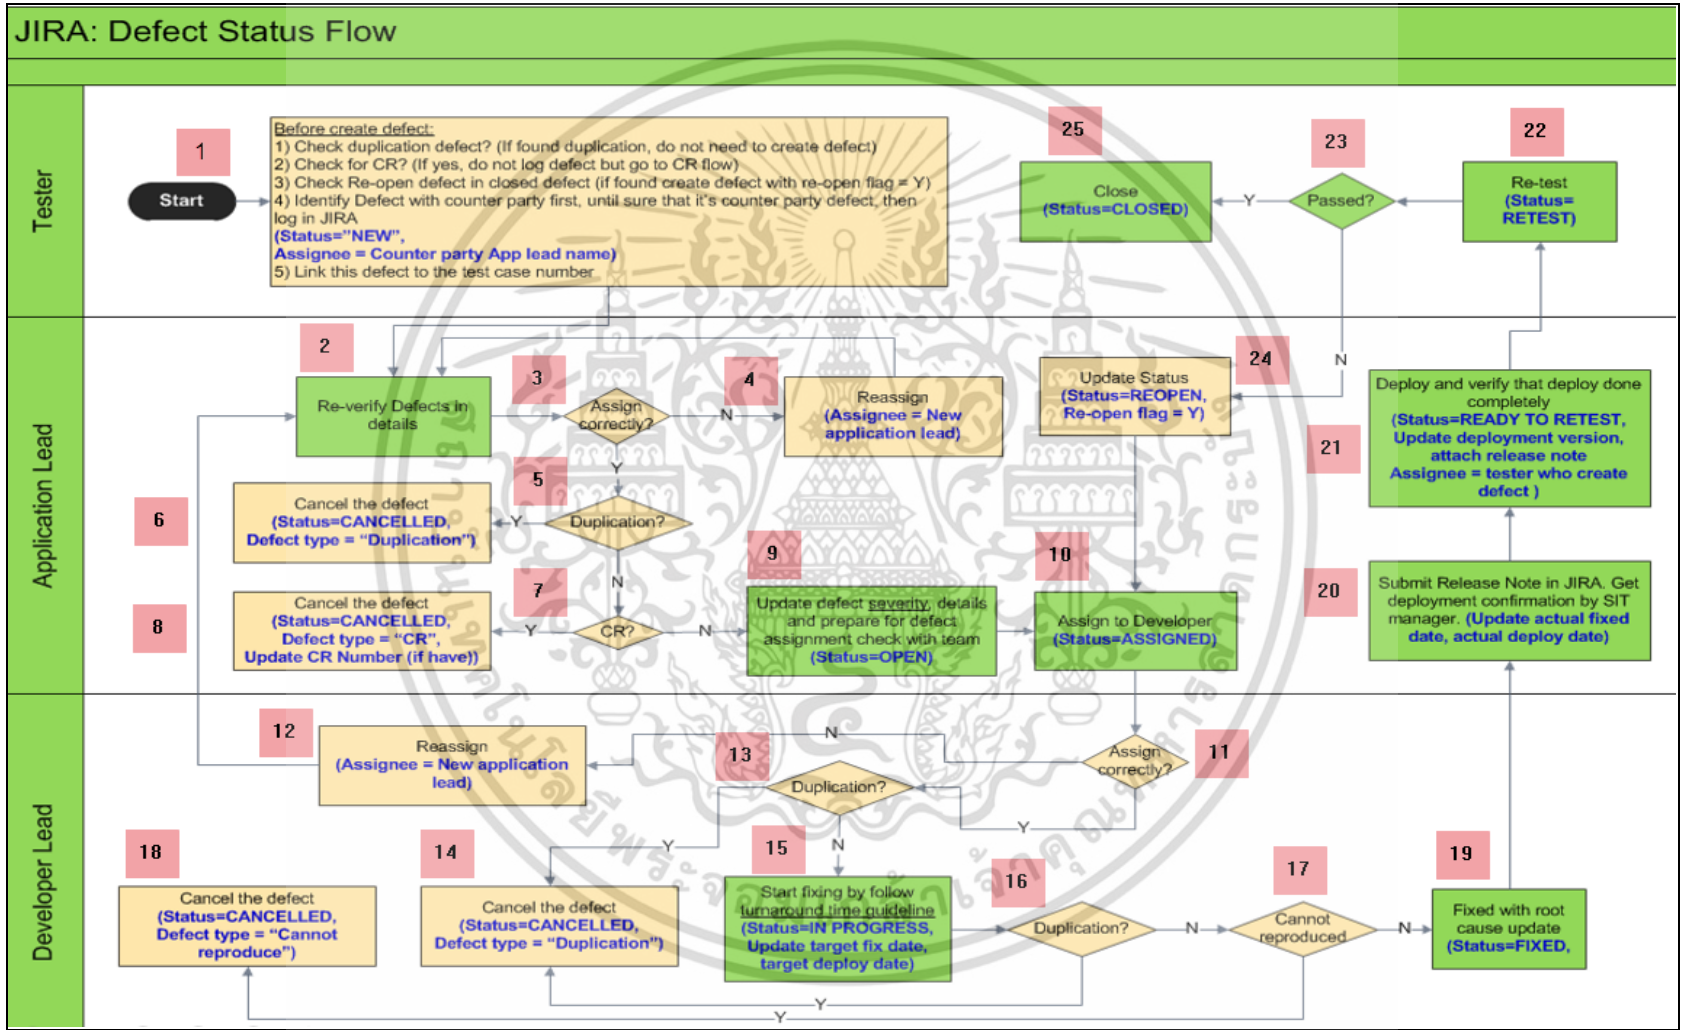 JIRA: Defect Status Flow
Tester
1
Start
Before create defect:
1) Check duplication defect? (If found duplication, do not need to create defect)
2) Check for CR? (If yes, do not log defect but go to CR flow)
3) Check Re-open defect in closed defect (if found create defect with re-open flag = Y)
4) Identify Defect with counter party first, until sure that it's counter party defect, then
log in JIRA
(Status="NEW",
Assignee = Counter party App lead name)
5) Link this defect to the test case number
25
Close
(Status=CLOSED)
Y
23
Passed?
N
22
Re-test
(Status=
RETEST)
Application Lead
2
Re-verify Defects in
details
3
Assign
correctly?
N
Y
4
Reassign
(Assignee = New
application lead)
24
Update Status
(Status=REOPEN,
Re-open flag = Y)
21
Deploy and verify that deploy done
completely
(Status=READY TO RETEST,
Update deployment version,
attach release note
Assignee = tester who create
defect )
5
Duplication?
Y
N
6
Cancel the defect
(Status=CANCELLED,
Defect type = "Duplication")
7
CR?
Y
N
8
Cancel the defect
(Status=CANCELLED,
Defect type = "CR",
Update CR Number (if have))
9
Update defect severity, details
and prepare for defect
assignment check with team
(Status=OPEN)
10
Assign to Developer
(Status=ASSIGNED)
20
Submit Release Note in JIRA. Get
deployment confirmation by SIT
manager. (Update actual fixed
date, actual deploy date)
Developer Lead
12
Reassign
(Assignee = New application
lead)
N
11
Assign
correctly?
Y
13
Duplication?
Y
N
18
Cancel the defect
(Status=CANCELLED,
Defect type = "Cannot
reproduce")
14
Cancel the defect
(Status=CANCELLED,
Defect type = "Duplication")
15
Start fixing by follow
turnaround time guideline
(Status=IN PROGRESS,
Update target fix date,
target deploy date)
16
Duplication?
N
Y
17
Cannot
reproduced
N
Y
19
Fixed with root
cause update
(Status=FIXED,